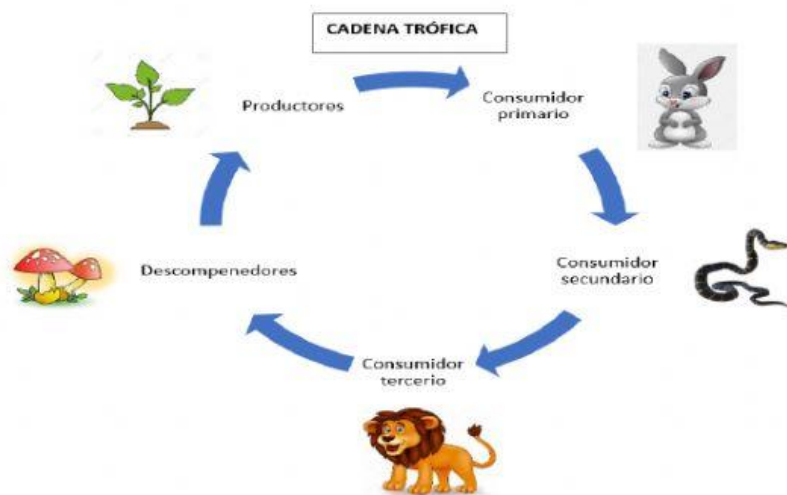 CADENA TRÓFICA
Productores
Consumidor
primario
Consumidor
secundario
Consumidor
tercerio
Descompenedores